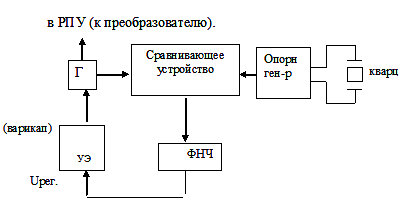 в РПУ (к преобразователю).
Сравнивающее
устройство
Г
Опорн
ген-р
кварц
(варикап)
УЭ
ФНЧ
Uрег.